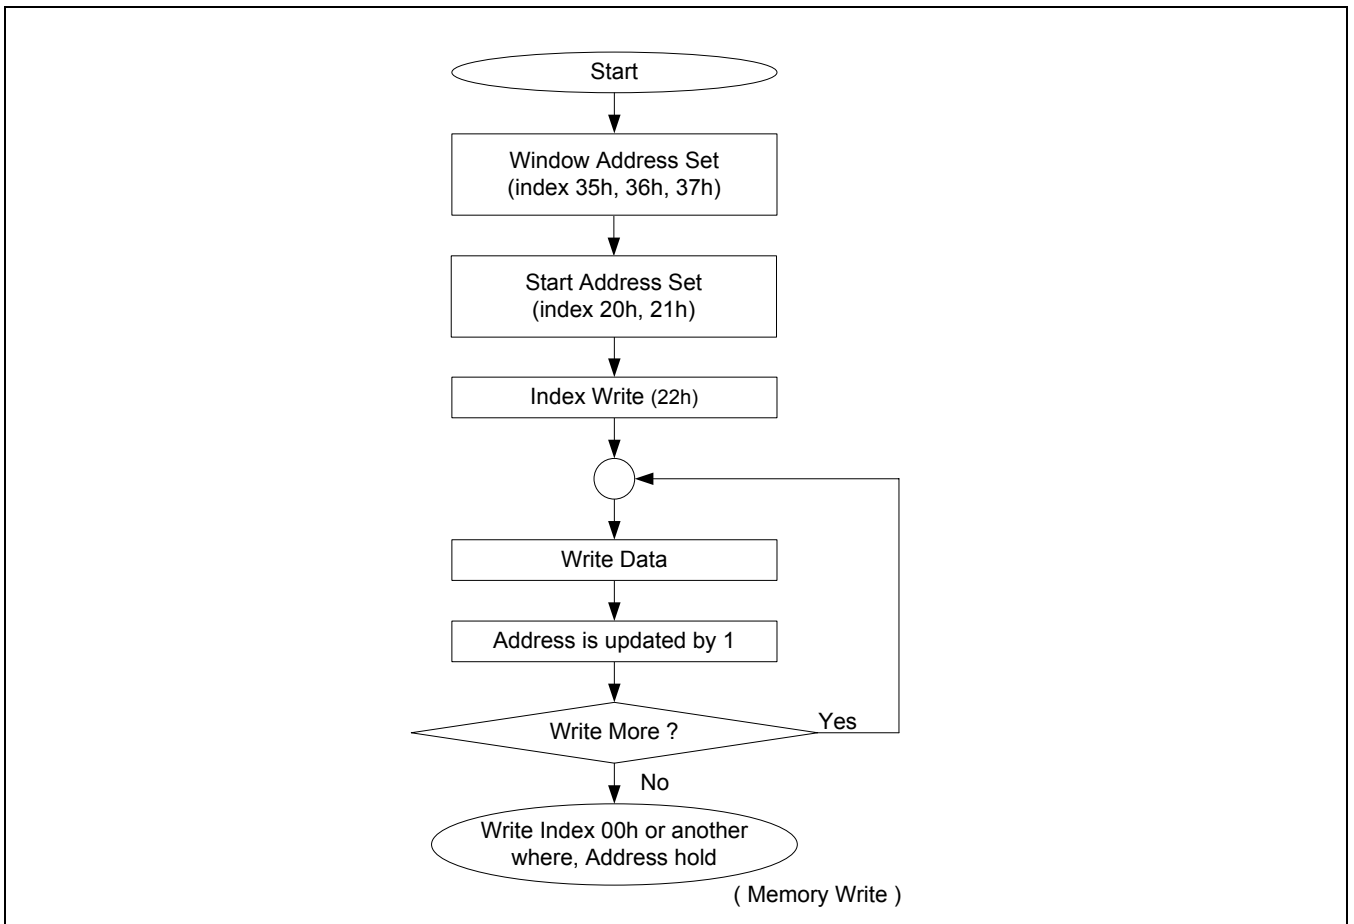 Start
Window Address Set
(index 35h, 36h, 37h)
Start Address Set
(index 20h, 21h)
Index Write (22h)
Write Data
Address is updated by 1
Write More ?
Yes
No
Write Index 00h or another
where, Address hold
( Memory Write )